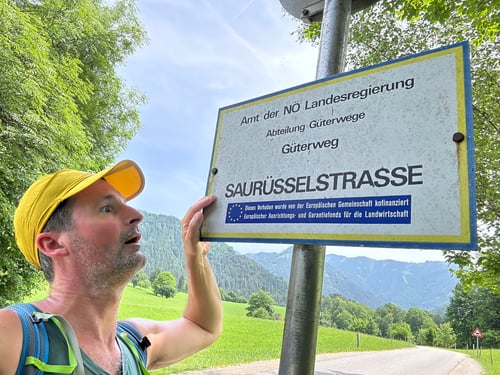 Amt der NÖ Landesregierung
Abteilung Güterwege
Güterweg
SAURÜSSELSTRASSE
Dieses Vorhaben wurde von der Europäischen Gemeinschaft kofinanziert
Europäischer Ausrichtungs- und Garantiefonds für die Landwirtschaft